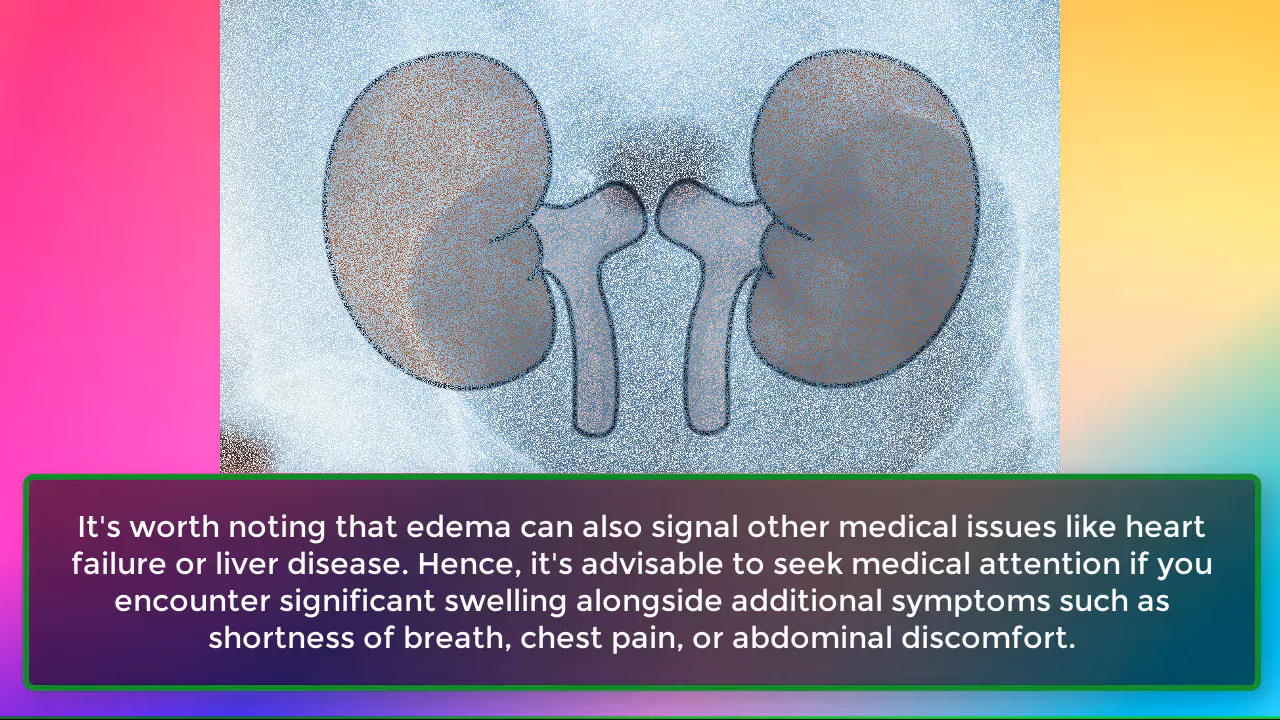 It's worth noting that edema can also signal other medical issues like heart
failure or liver disease. Hence, it's advisable to seek medical attention if you
encounter significant swelling alongside additional symptoms such as
shortness of breath, chest pain, or abdominal discomfort.